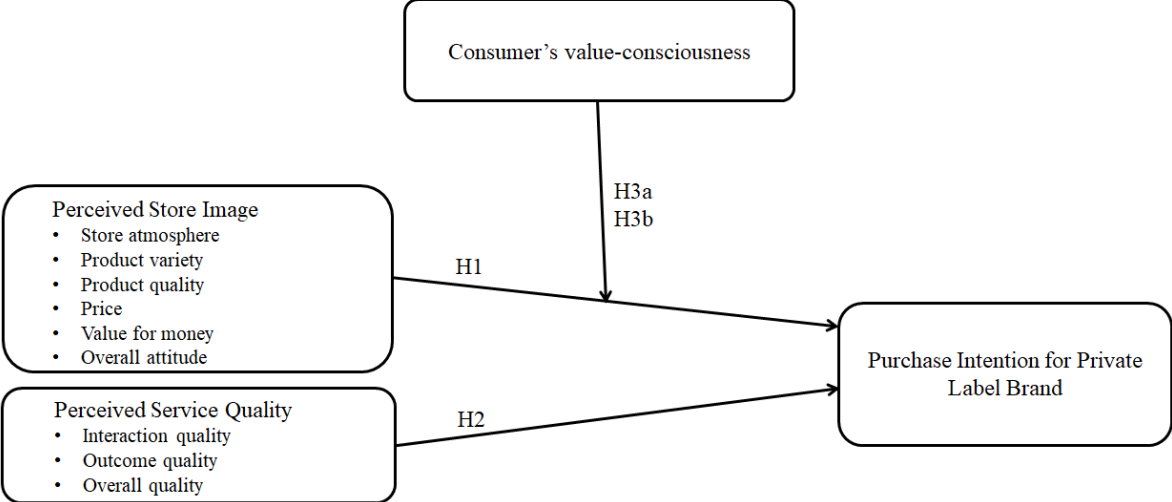 Consumer’s value-consciousness
H3a
H3b
Perceived Store Image
• Store atmosphere
• Product variety
• Product quality
• Price
• Value for money
• Overall attitude
H1
Purchase Intention for Private
Label Brand
Perceived Service Quality
• Interaction quality
• Outcome quality
• Overall quality
H2